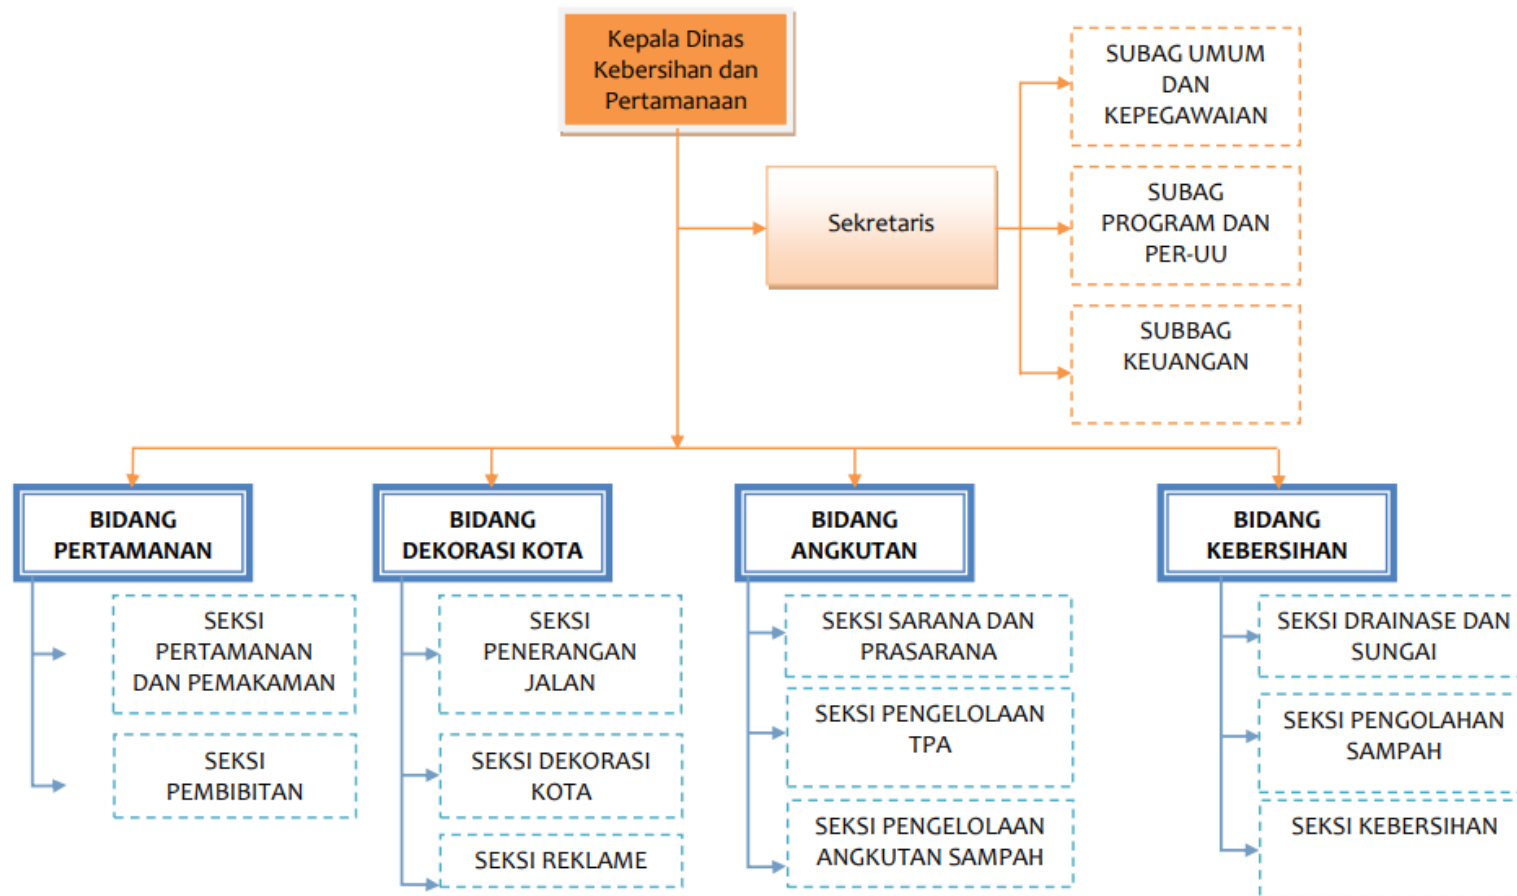 Kepala Dinas
Kebersihan dan
Pertamanaan
SUBAG UMUM
DAN
KEPEGAWAIAN
Sekretaris
SUBAG
PROGRAM DAN
PER-UU
SUBBAG
KEUANGAN
BIDANG
PERTAMANAN
SEKSI
PERTAMANAN
DAN PEMAKAMAN
SEKSI
PEMBIBITAN
BIDANG
DEKORASI KOTA
SEKSI
PENERANGAN
JALAN
SEKSI DEKORASI
KOTA
SEKSI REKLAME
BIDANG
ANGKUTAN
SEKSI SARANA DAN
PRASARANA
SEKSI PENGELOLAAN
TPA
SEKSI PENGELOLAAN
ANGKUTAN SAMPAH
BIDANG
KEBERSIHAN
SEKSI DRAINASE DAN
SUNGAI
SEKSI PENGOLAHAN
SAMPAH
SEKSI KEBERSIHAN